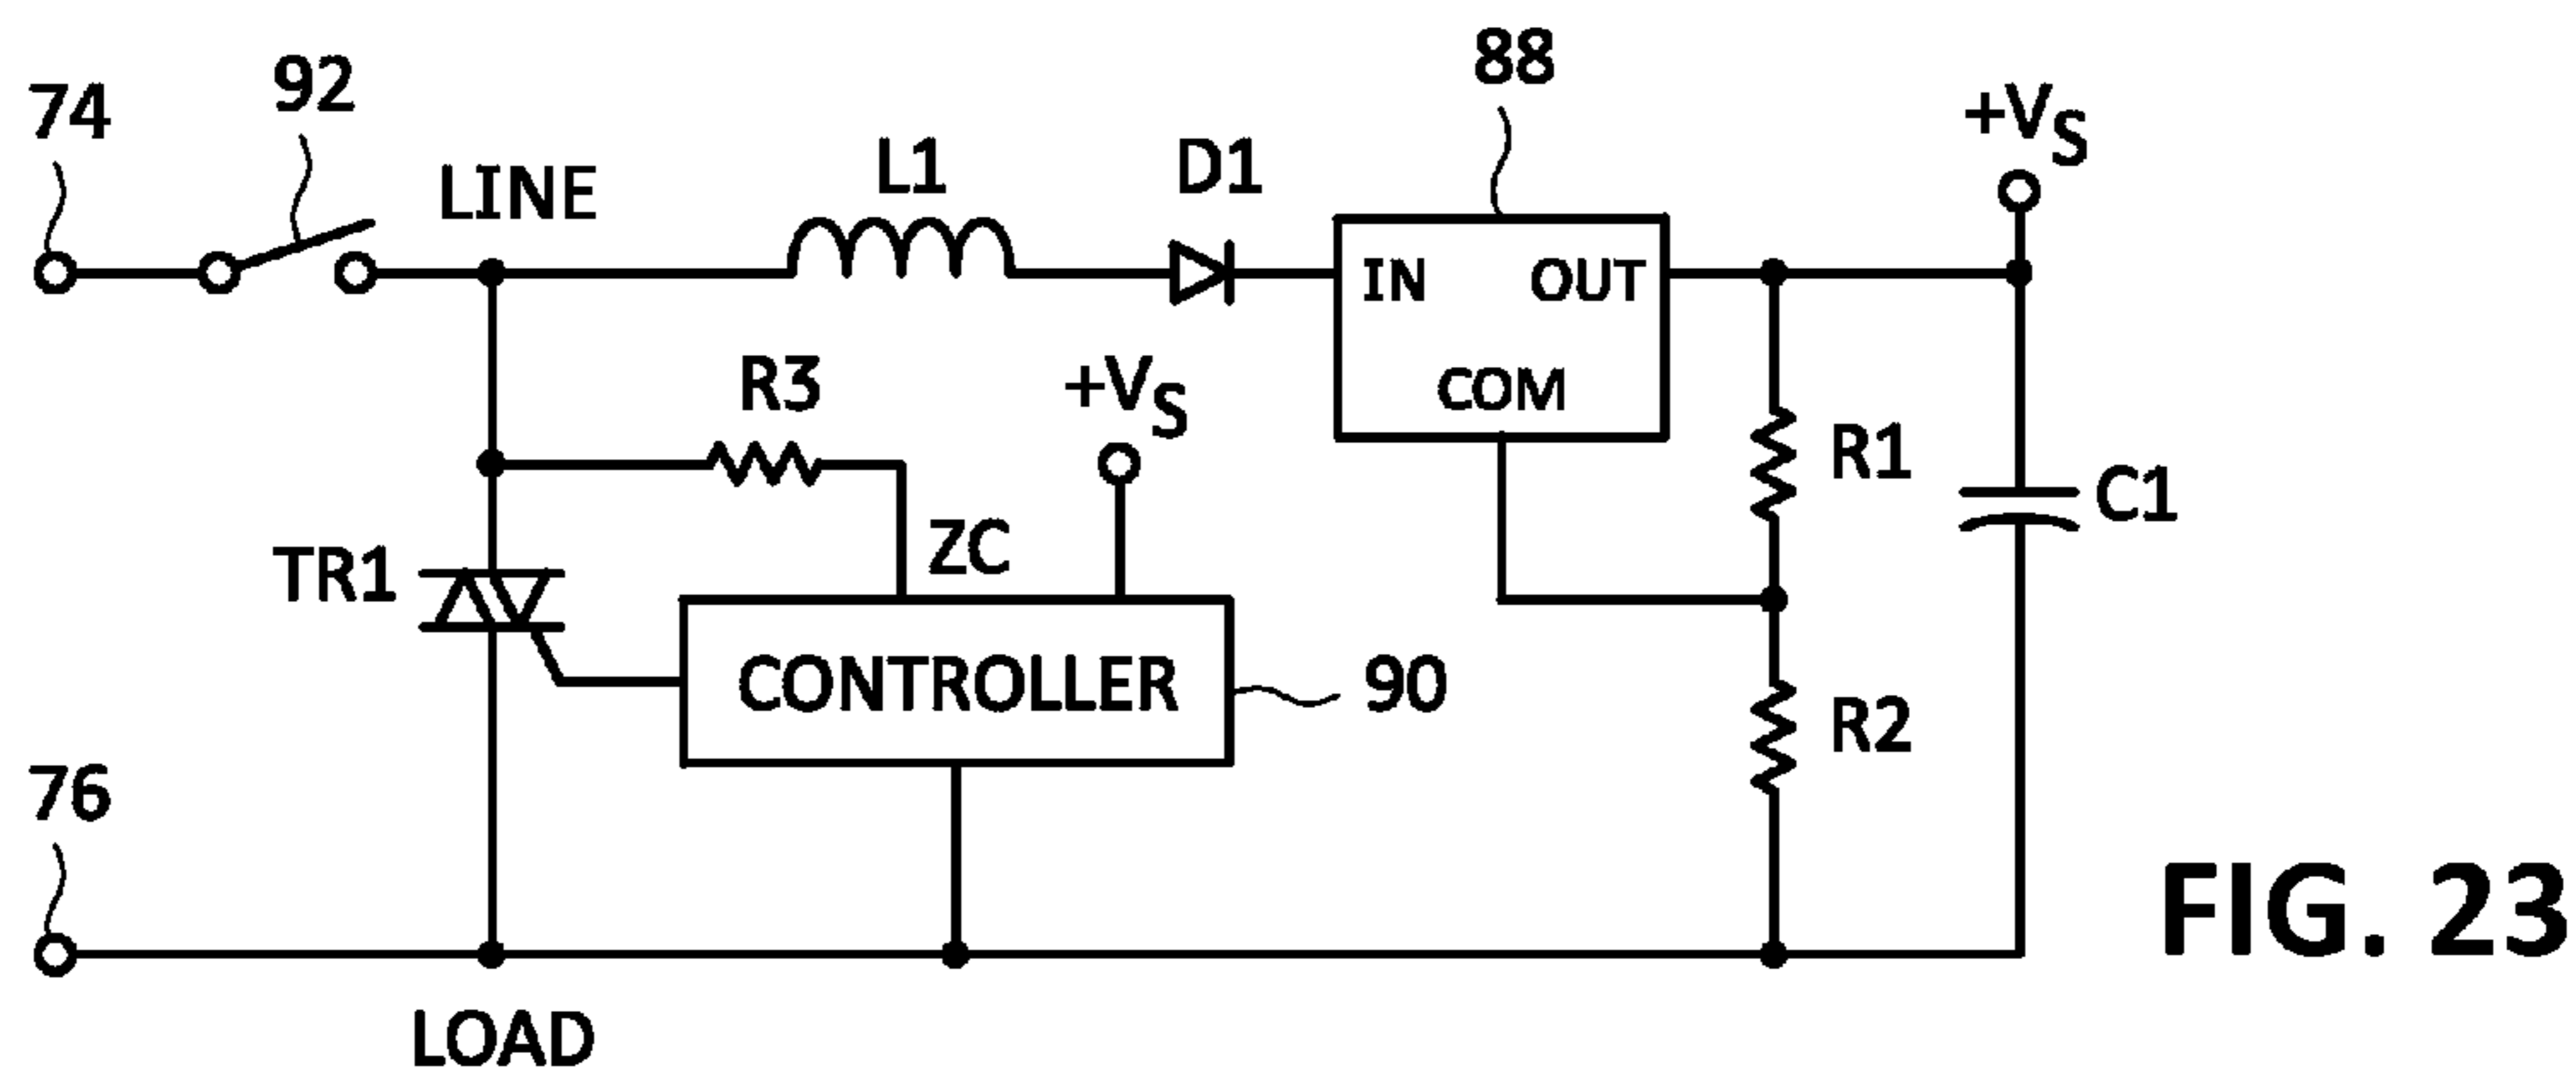 74
92
LINE
L1
D1
88
+VS
IN
OUT
COM
R3
+VS
R1
C1
TR1
ZC
CONTROLLER
90
R2
76
LOAD
FIG. 23